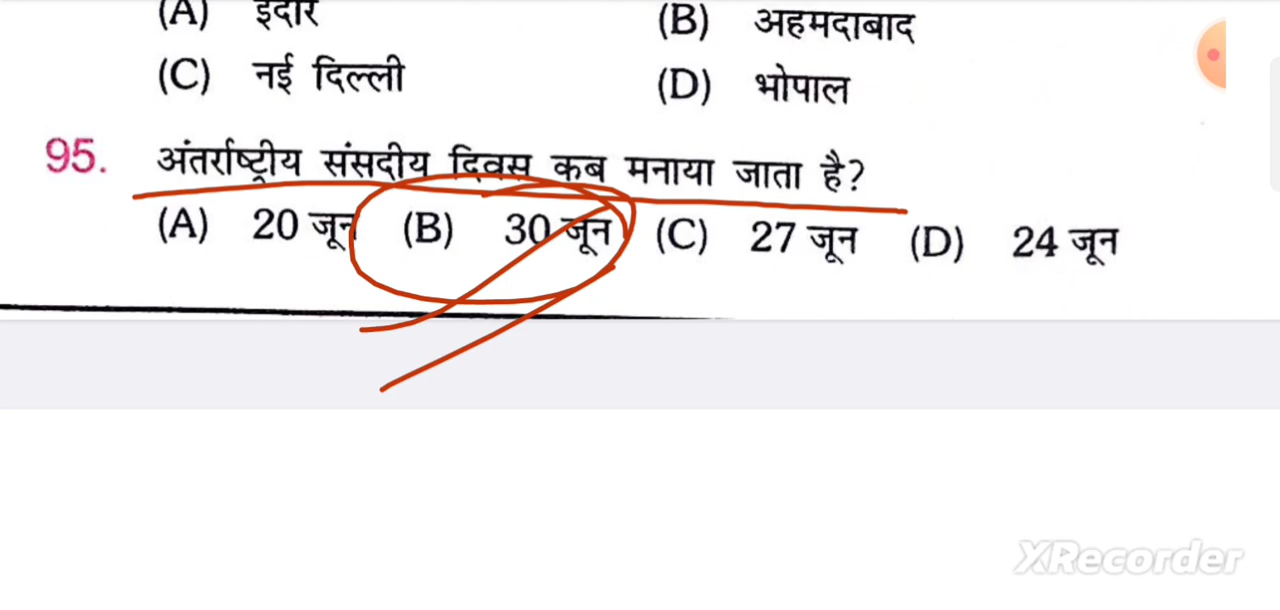 (A) इंदौर (B) अहमदाबाद
(C) नई दिल्ली (D) भोपाल
95. अंतर्राष्ट्रीय संसदीय दिवस कब मनाया जाता है?
(A) 20 जून (B) 30 जून (C) 27 जून (D) 24 जून
XRecorder